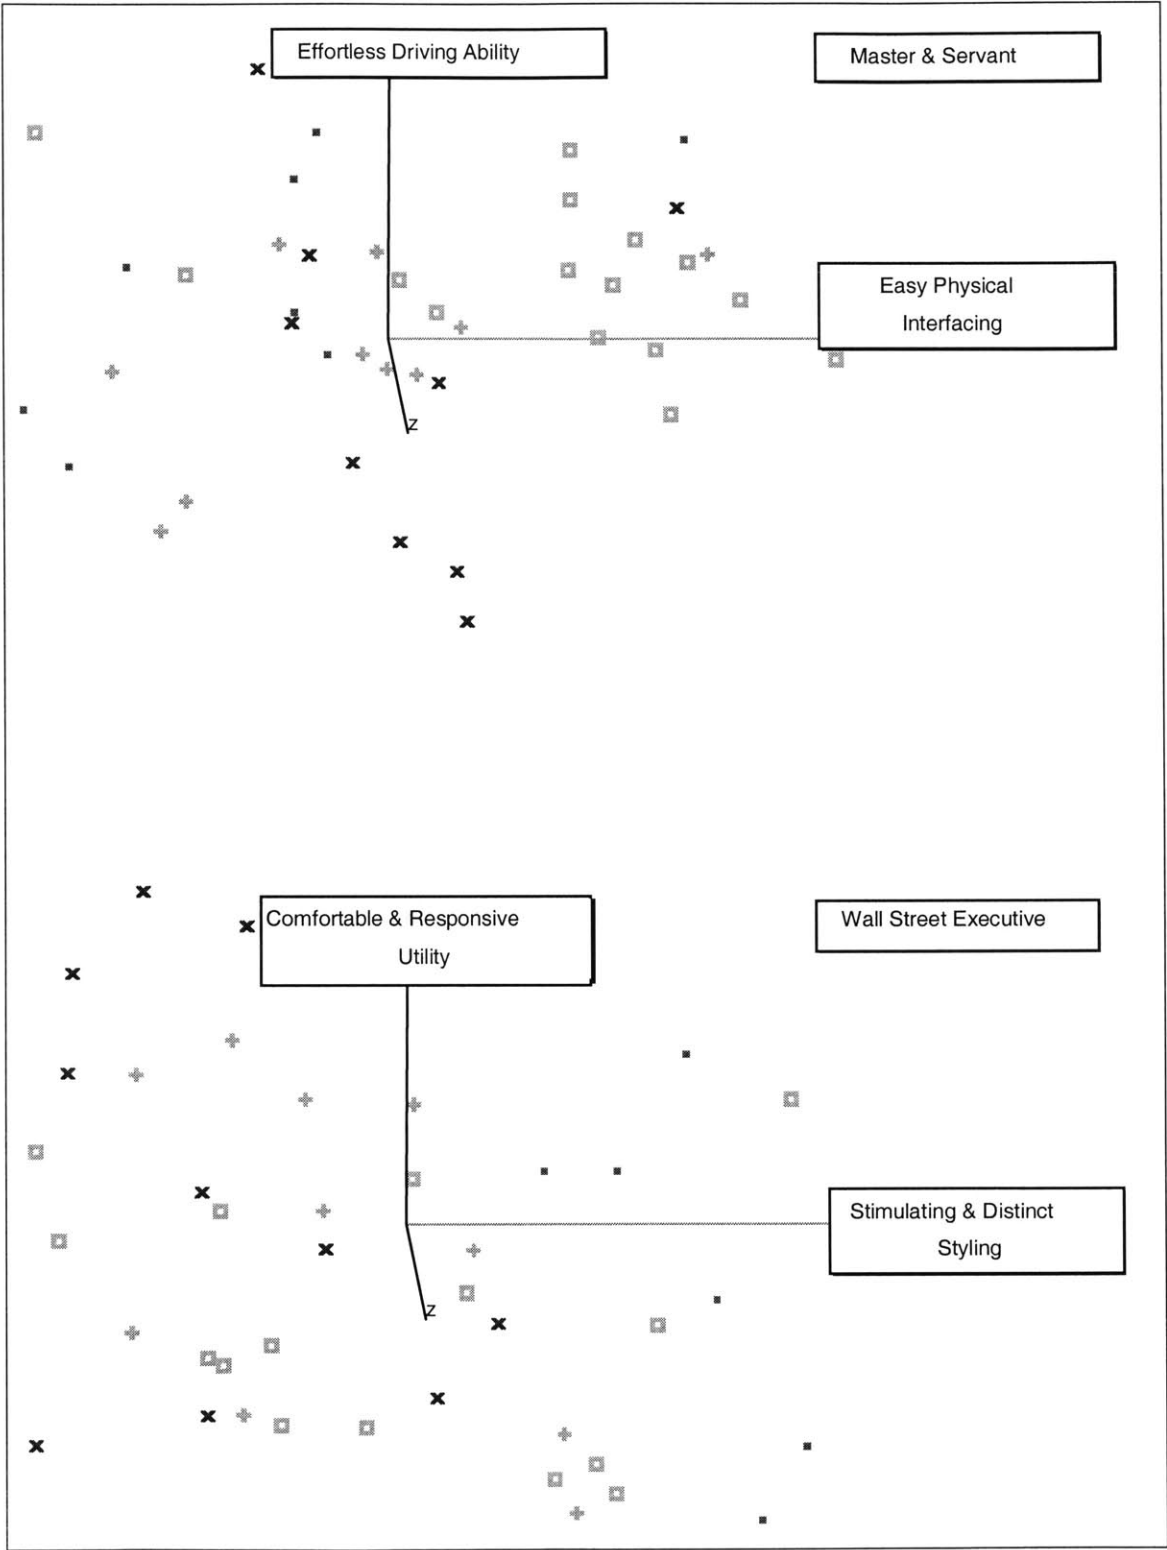 Effortless Driving Ability
Master & Servant
Easy Physical
Interfacing
z
Comfortable & Responsive
Utility
Wall Street Executive
Stimulating & Distinct
Styling
z